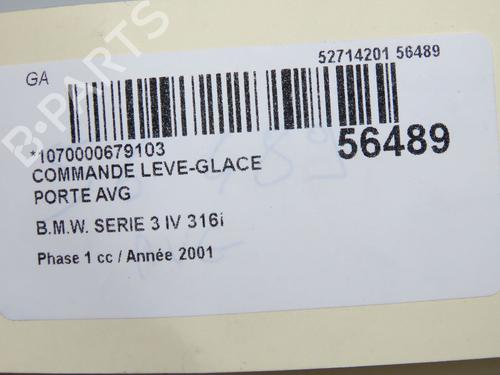 52714201 56489
GA
*1070000679103
56489
COMMANDE LEVE-GLACE
PORTE AVG
B.M.W. SERIE 3 IV 316i
Phase 1 cc / Année 2001
B-PARTS